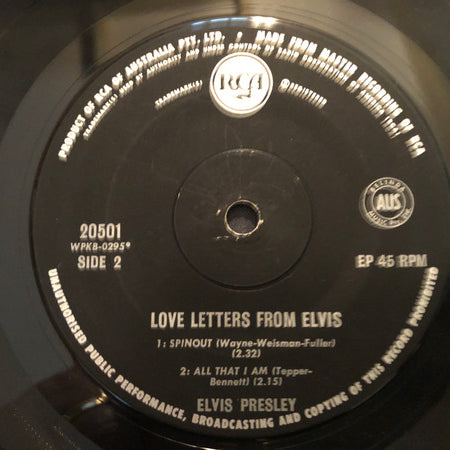 PRODUCT OF RCA OF AUSTRALIA PTY. LTD. ● MADE FROM MASTER RECORDING OF RCA
RCA
20501
WPKB-0295*
SIDE 2
AUS
EP 45 RPM
LOVE LETTERS FROM ELVIS
1: SPINOUT (Wayne-Weisman-Fullar)
(2.32)
2: ALL THAT I AM (Tepper-
Bennett) (2.15)
ELVIS PRESLEY
UNAUTHORISED PUBLIC PERFORMANCE, BROADCASTING AND COPYING OF THIS RECORD PROHIBITED